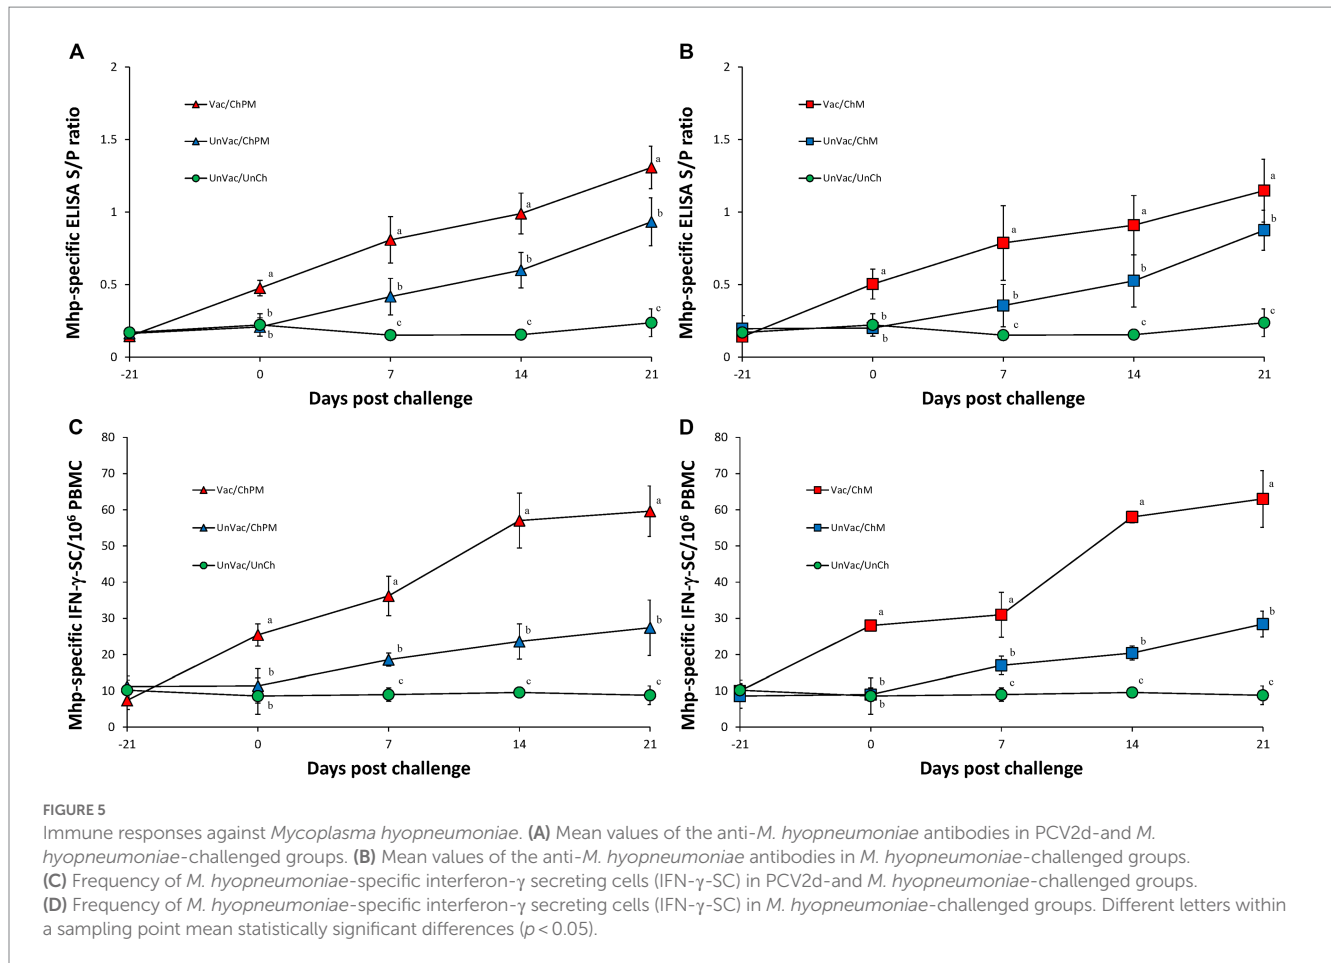 A
Mhp-specific ELISA S/P ratio
2
1.5
1
0.5
0
Vac/ChPM
UnVac/ChPM
UnVac/UnCh
a
a
a
a
b
b
b
b
b
c
c
c
-21
0
7
14
21
Days post challenge
B
Mhp-specific ELISA S/P ratio
2
1.5
1
0.5
0
Vac/ChM
UnVac/ChM
UnVac/UnCh
a
a
a
a
b
b
b
b
b
c
c
c
-21
0
7
14
21
Days post challenge
C
Mhp-specific IFN-γ-SC/10⁶ PBMC
80
70
60
50
40
30
20
10
0
Vac/ChPM
UnVac/ChPM
UnVac/UnCh
a
a
a
a
b
b
b
b
b
c
c
c
-21
0
7
14
21
Days post challenge
D
Mhp-specific IFN-γ-SC/10⁶ PBMC
80
70
60
50
40
30
20
10
0
Vac/ChM
UnVac/ChM
UnVac/UnCh
a
a
a
a
b
b
b
b
b
c
c
c
-21
0
7
14
21
Days post challenge
FIGURE 5
Immune responses against Mycoplasma hyopneumoniae. (A) Mean values of the anti-M. hyopneumoniae antibodies in PCV2d-and M.
hyopneumoniae-challenged groups. (B) Mean values of the anti-M. hyopneumoniae antibodies in M. hyopneumoniae-challenged groups.
(C) Frequency of M. hyopneumoniae-specific interferon-γ secreting cells (IFN-γ-SC) in PCV2d-and M. hyopneumoniae-challenged groups.
(D) Frequency of M. hyopneumoniae-specific interferon-γ secreting cells (IFN-γ-SC) in M. hyopneumoniae-challenged groups. Different letters within
a sampling point mean statistically significant differences (p < 0.05).